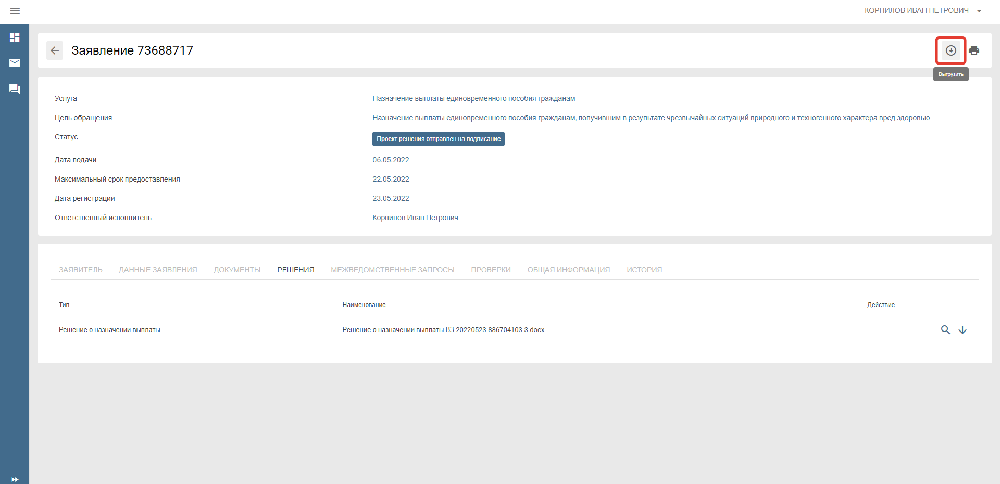 КОРНИЛОВ ИВАН ПЕТРОВИЧ
Заявление 73688717
Выгрузить
Услуга Назначение выплаты единовременного пособия гражданам
Цель обращения Назначение выплаты единовременного пособия гражданам, получившим в результате чрезвычайных ситуаций природного и техногенного характера вред здоровью
Статус Проект решения отправлен на подписание
Дата подачи 06.05.2022
Максимальный срок предоставления 22.05.2022
Дата регистрации 23.05.2022
Ответственный исполнитель Корнилов Иван Петрович
ЗАЯВИТЕЛЬ ДАННЫЕ ЗАЯВЛЕНИЯ ДОКУМЕНТЫ РЕШЕНИЯ МЕЖВЕДОМСТВЕННЫЕ ЗАПРОСЫ ПРОВЕРКИ ОБЩАЯ ИНФОРМАЦИЯ ИСТОРИЯ
Тип Наименование Действие
Решение о назначении выплаты Решение о назначении выплаты ВЗ-20220523-886704103-3.docx